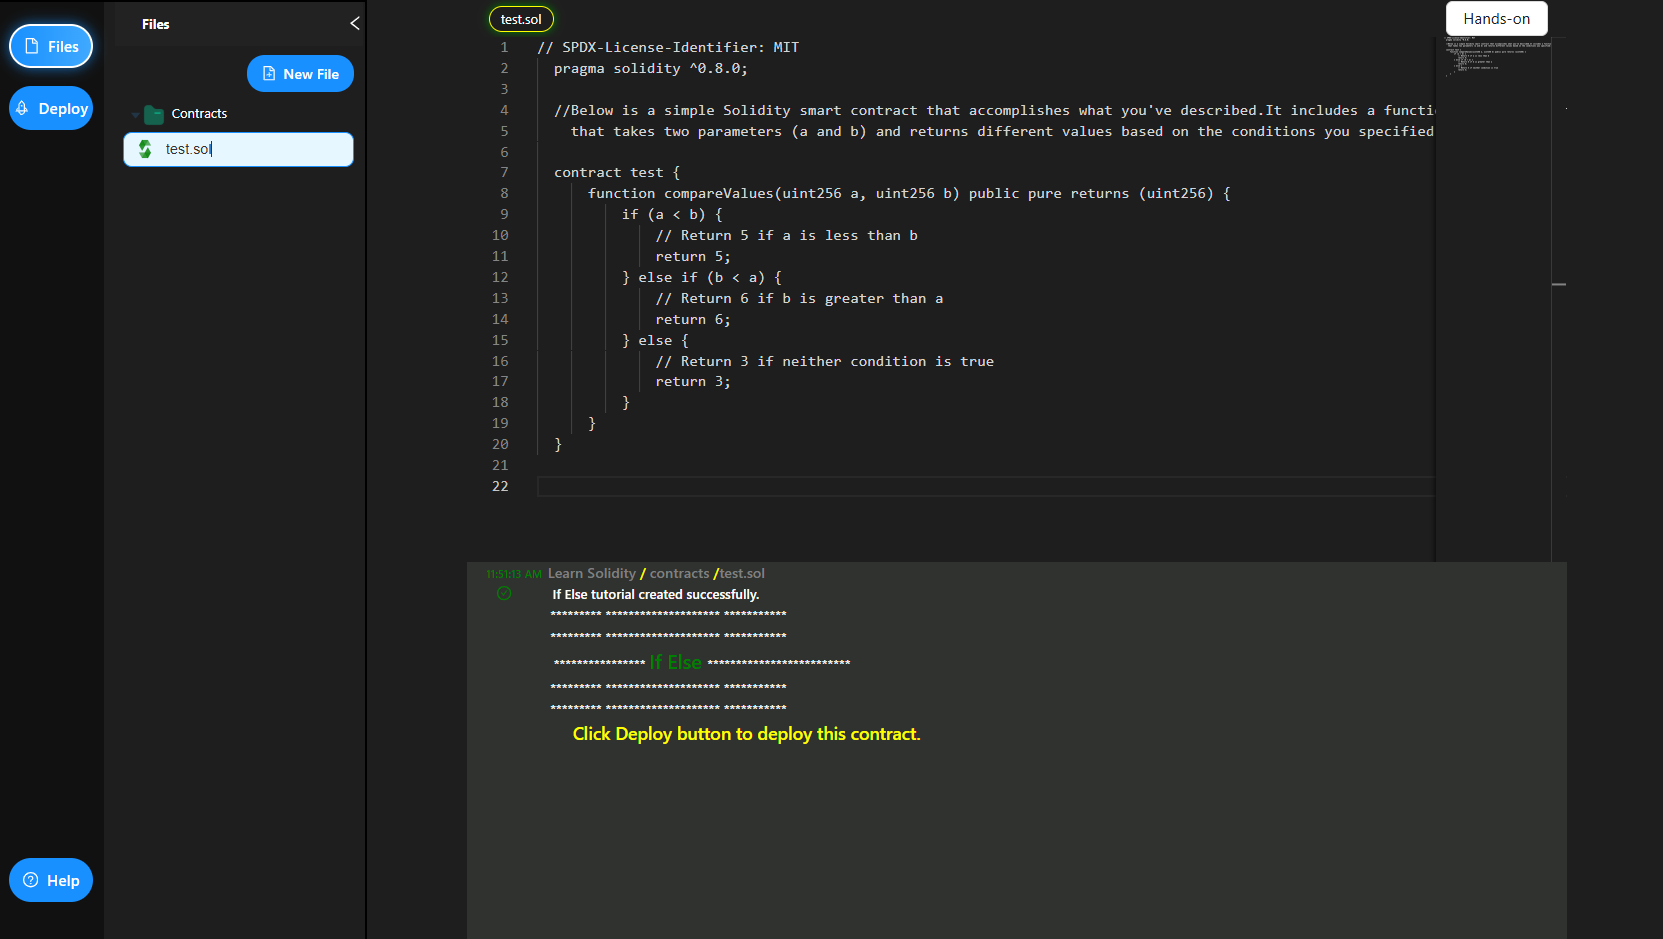 Files
Deploy
Help
Files
New File
Contracts
test.sol
test.sol
Hands-on
1 // SPDX-License-Identifier: MIT
2 pragma solidity ^0.8.0;
3
4 //Below is a simple Solidity smart contract that accomplishes what you've described.It includes a functi
5 that takes two parameters (a and b) and returns different values based on the conditions you specified
6
7 contract test {
8 function compareValues(uint256 a, uint256 b) public pure returns (uint256) {
9 if (a < b) {
10 // Return 5 if a is less than b
11 return 5;
12 } else if (b < a) {
13 // Return 6 if b is greater than a
14 return 6;
15 } else {
16 // Return 3 if neither condition is true
17 return 3;
18 }
19 }
20 }
21
22
11:51:13 AM Learn Solidity / contracts /test.sol
If Else tutorial created successfully.
********* ******************** ***********
********* ******************** ***********
**************** If Else *************************
********* ******************** ***********
********* ******************** ***********
Click Deploy button to deploy this contract.